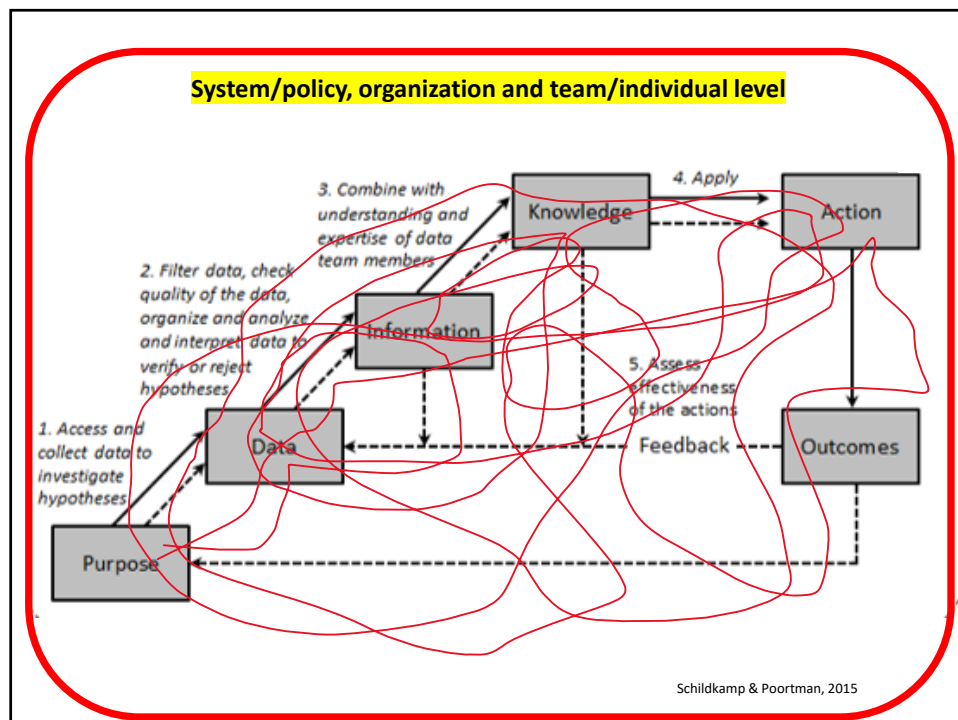 System/policy, organization and team/individual level
3. Combine with
understanding and
expertise of data
team members
Knowledge
4. Apply
Action
2. Filter data, check
quality of the data,
organize and analyze
and interpret data to
verify or reject
hypotheses
Information
5. Assess
effectiveness
of the actions
1. Access and
collect data to
investigate
hypotheses
Data
Feedback
Outcomes
Purpose
Schildkamp & Poortman, 2015